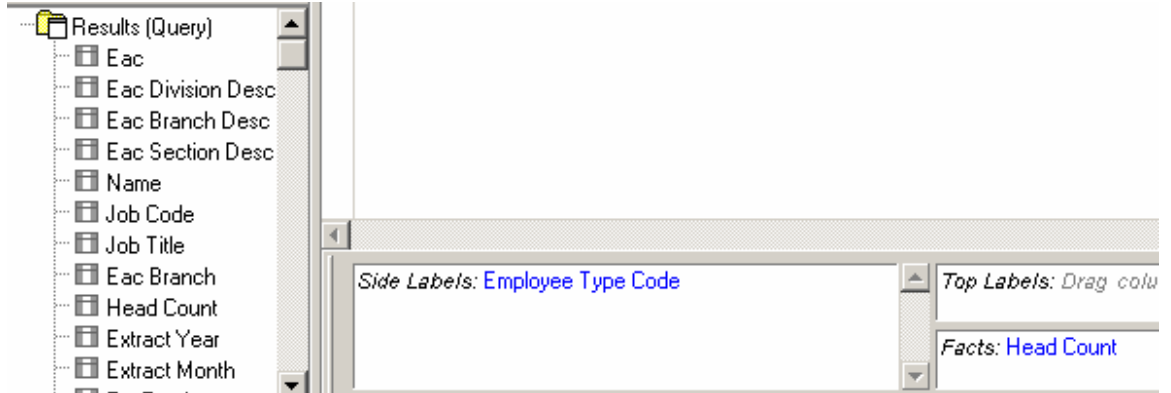 Results (Query)
Eac
Eac Division Desc
Eac Branch Desc
Eac Section Desc
Name
Job Code
Job Title
Eac Branch
Head Count
Extract Year
Extract Month
Side Labels: Employee Type Code
Top Labels: Drag colu
Facts: Head Count